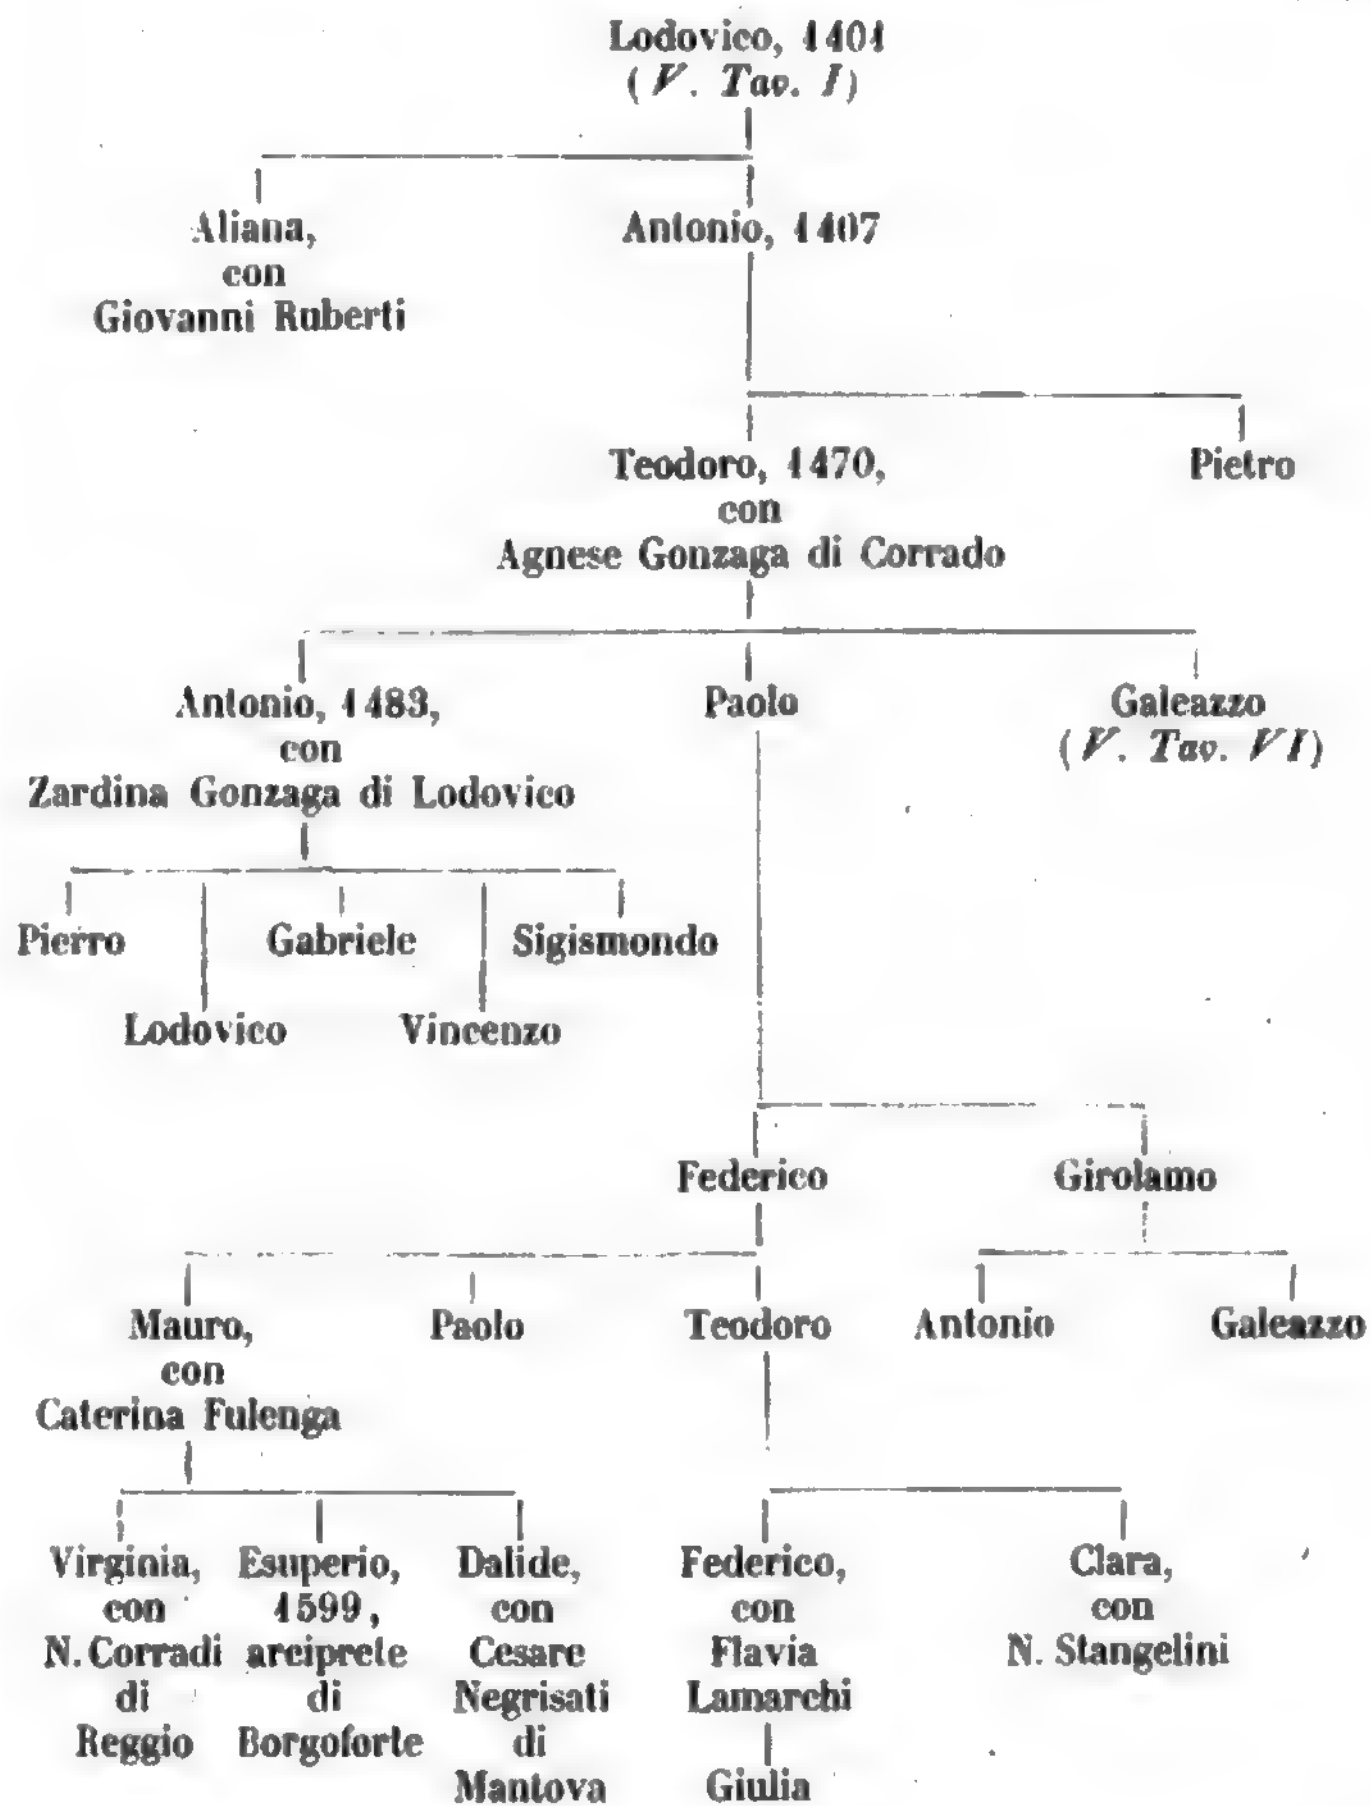 Lodovico, 1401
(V. Tav. I)
Aliana,
con
Giovanni Ruberti
Antonio, 1407
Teodoro, 1470,
con
Agnese Gonzaga di Corrado
Pietro
Antonio, 1483,
con
Zardina Gonzaga di Lodovico
Paolo
Galeazzo
(V. Tav. VI)
Pierro
Gabriele
Sigismondo
Lodovico
Vincenzo
Federico
Girolamo
Mauro,
con
Caterina Fulenga
Paolo
Teodoro
Antonio
Galeazzo
Virginia,
con
N. Corradi
di
Reggio
Esuperio,
1599,
arciprete
di
Borgoforte
Dalide,
con
Cesare
Negrisati
di
Mantova
Federico,
con
Flavia
Lamarchi
Giulia
Clara,
con
N. Stangelini